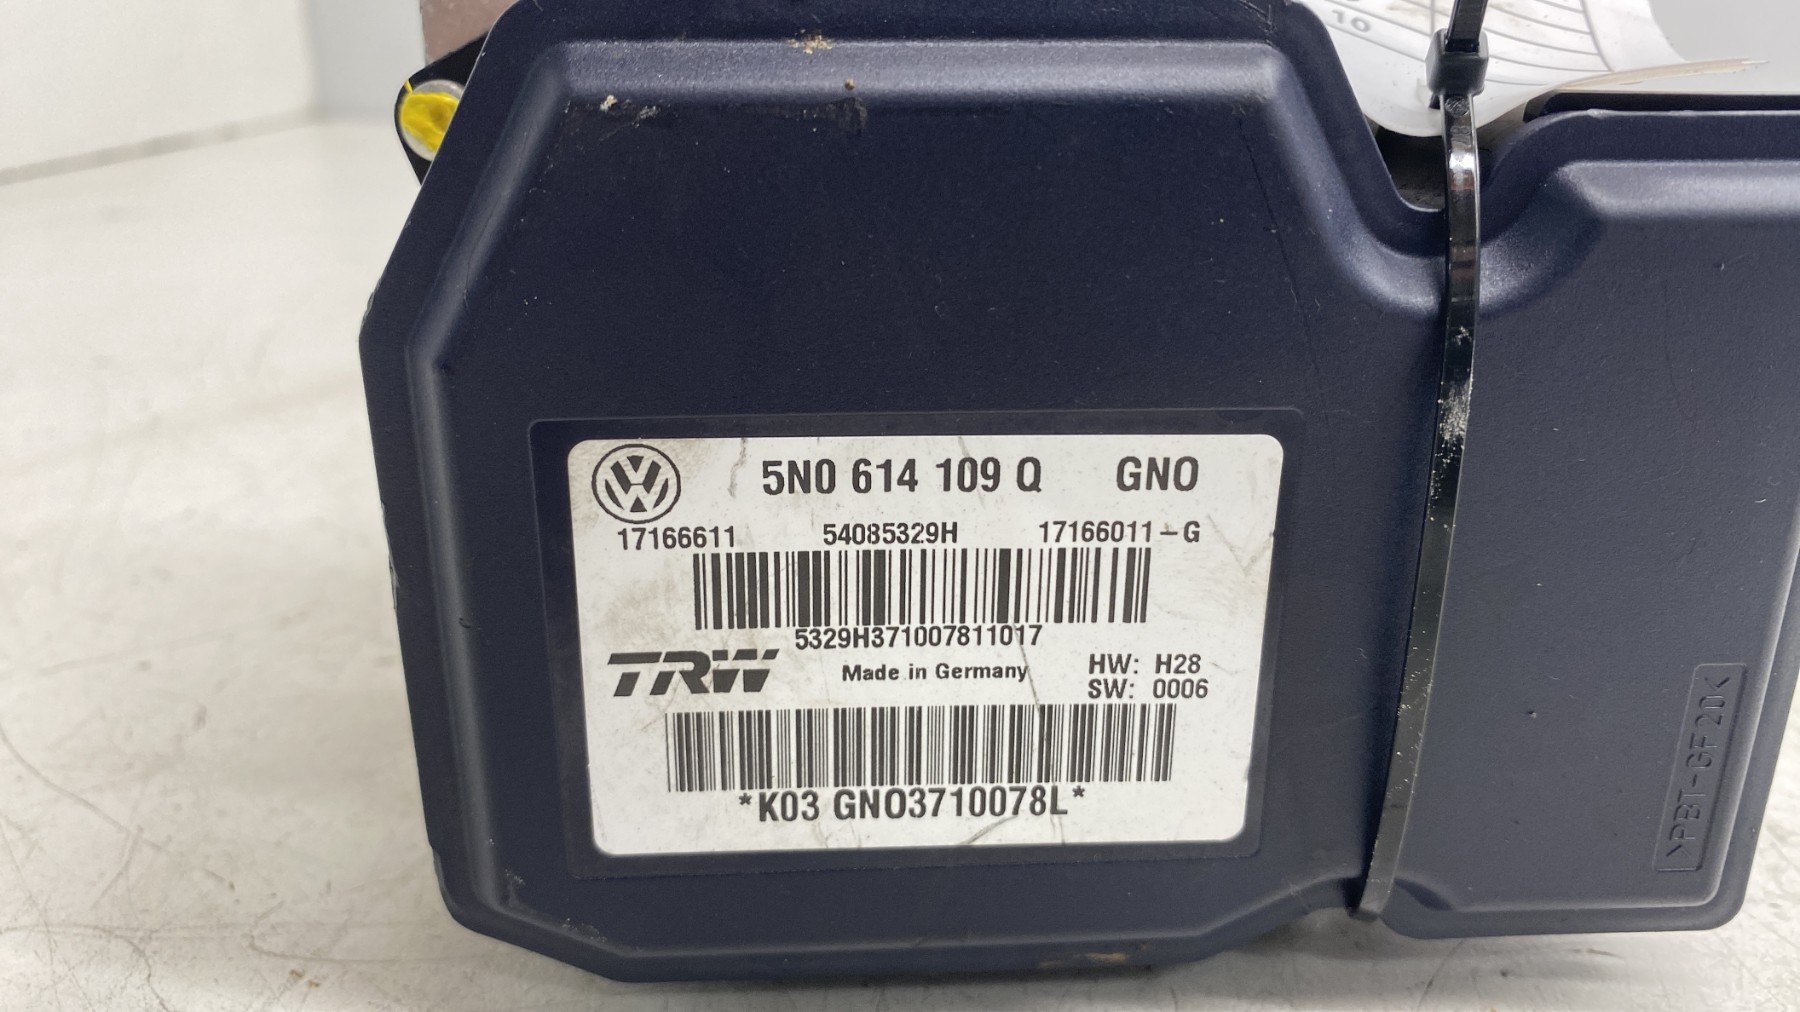 10
5N0 614 109 Q GNO
17166611 54085329H 17166011-G
5329H371007811017
TRW Made in Germany HW: H28
SW: 0006
*K03 GNO3710078L*
>PBT-GF20<